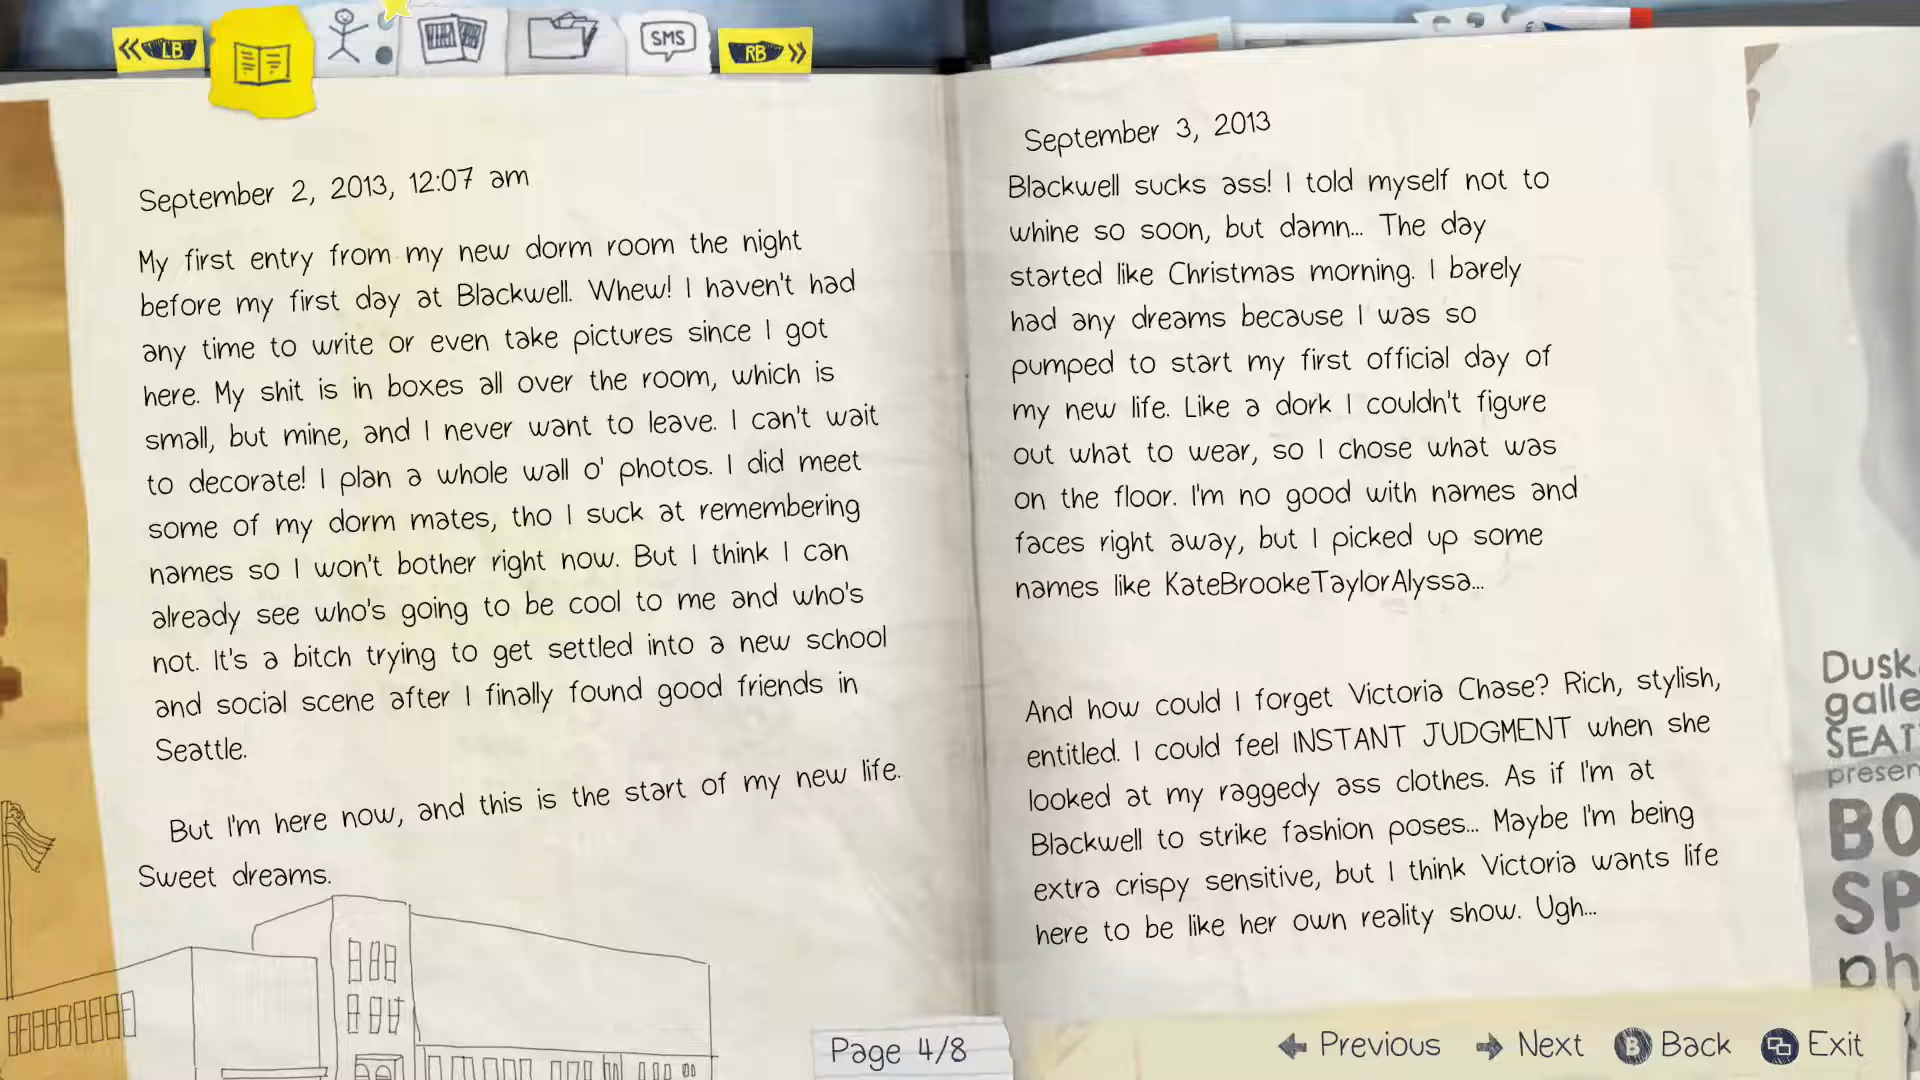 LB
SMS
RB
September 2, 2013, 12:07 am
My first entry from my new dorm room the night
before my first day at Blackwell. Whew! I haven't had
any time to write or even take pictures since I got
here. My shit is in boxes all over the room, which is
small, but mine, and I never want to leave. I can't wait
to decorate! I plan a whole wall o' photos. I did meet
some of my dorm mates, tho I suck at remembering
names so I won't bother right now. But I think I can
already see who's going to be cool to me and who's
not. It's a bitch trying to get settled into a new school
and social scene after I finally found good friends in
Seattle.
But I'm here now, and this is the start of my new life.
Sweet dreams.
September 3, 2013
Blackwell sucks ass! I told myself not to
whine so soon, but damn... The day
started like Christmas morning. I barely
had any dreams because I was so
pumped to start my first official day of
my new life. Like a dork I couldn't figure
out what to wear, so I chose what was
on the floor. I'm no good with names and
faces right away, but I picked up some
names like KateBrookeTaylorAlyssa...
And how could I forget Victoria Chase? Rich, stylish,
entitled. I could feel INSTANT JUDGMENT when she
looked at my raggedy ass clothes. As if I'm at
Blackwell to strike fashion poses... Maybe I'm being
extra crispy sensitive, but I think Victoria wants life
here to be like her own reality show. Ugh...
Dusk
galle
SEAT
presen
BO
SP
ph
Page 4/8
Previous
Next
B Back
Exit